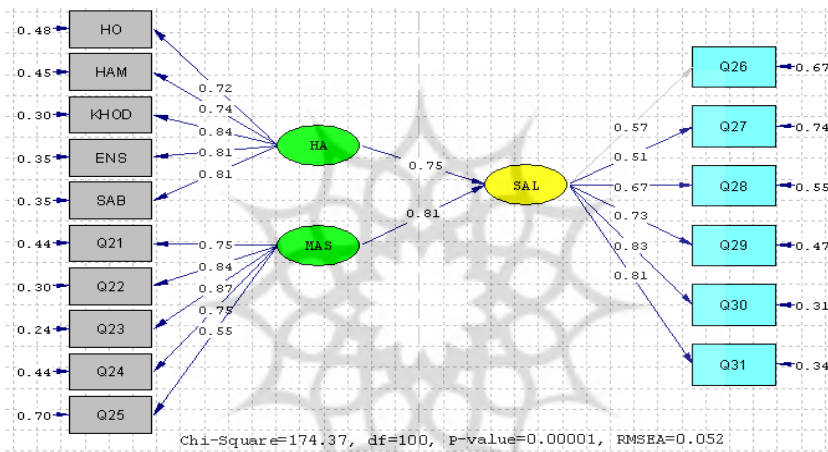 0.48 HO
0.45 HAM
0.30 KHOD
0.35 ENS
0.35 SAB
0.44 Q21
0.30 Q22
0.24 Q23
0.44 Q24
0.70 Q25
0.72
0.74
0.84
0.81
0.81
0.75
0.84
0.87
0.75
0.55
HA
MAS
0.75
0.81
SAL
0.57
0.51
0.67
0.73
0.83
0.81
Q26 0.67
Q27 0.74
Q28 0.55
Q29 0.47
Q30 0.31
Q31 0.34
Chi-Square=174.37, df=100, P-value=0.00001, RMSEA=0.052